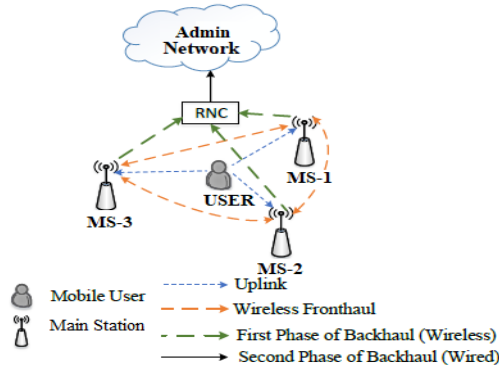 Admin
Network
RNC
MS-1
USER
MS-3
MS-2
Mobile User
Main Station
Uplink
Wireless Fronthaul
First Phase of Backhaul (Wireless)
Second Phase of Backhaul (Wired)